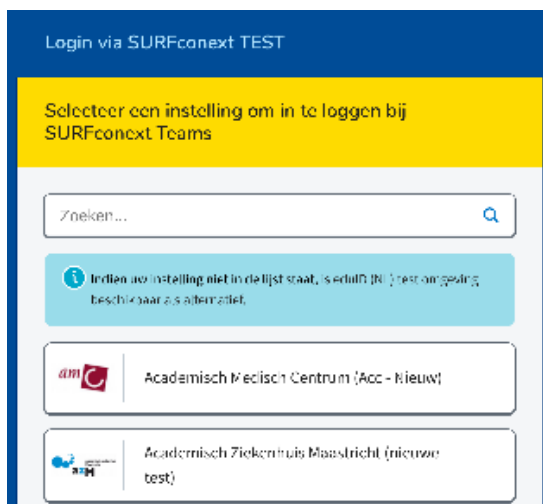 Login via SURFconext TEST
Selecteer een instelling om in te loggen bij
SURFconext Teams
Zoeken...
Indien uw instelling niet in de lijst staat, is eduID (NL) test omgeving
beschikbaar als alternatief.
amC
Academisch Medisch Centrum (Acc - Nieuw)
azM
Academisch Ziekenhuis Maastricht (nieuwe
test)